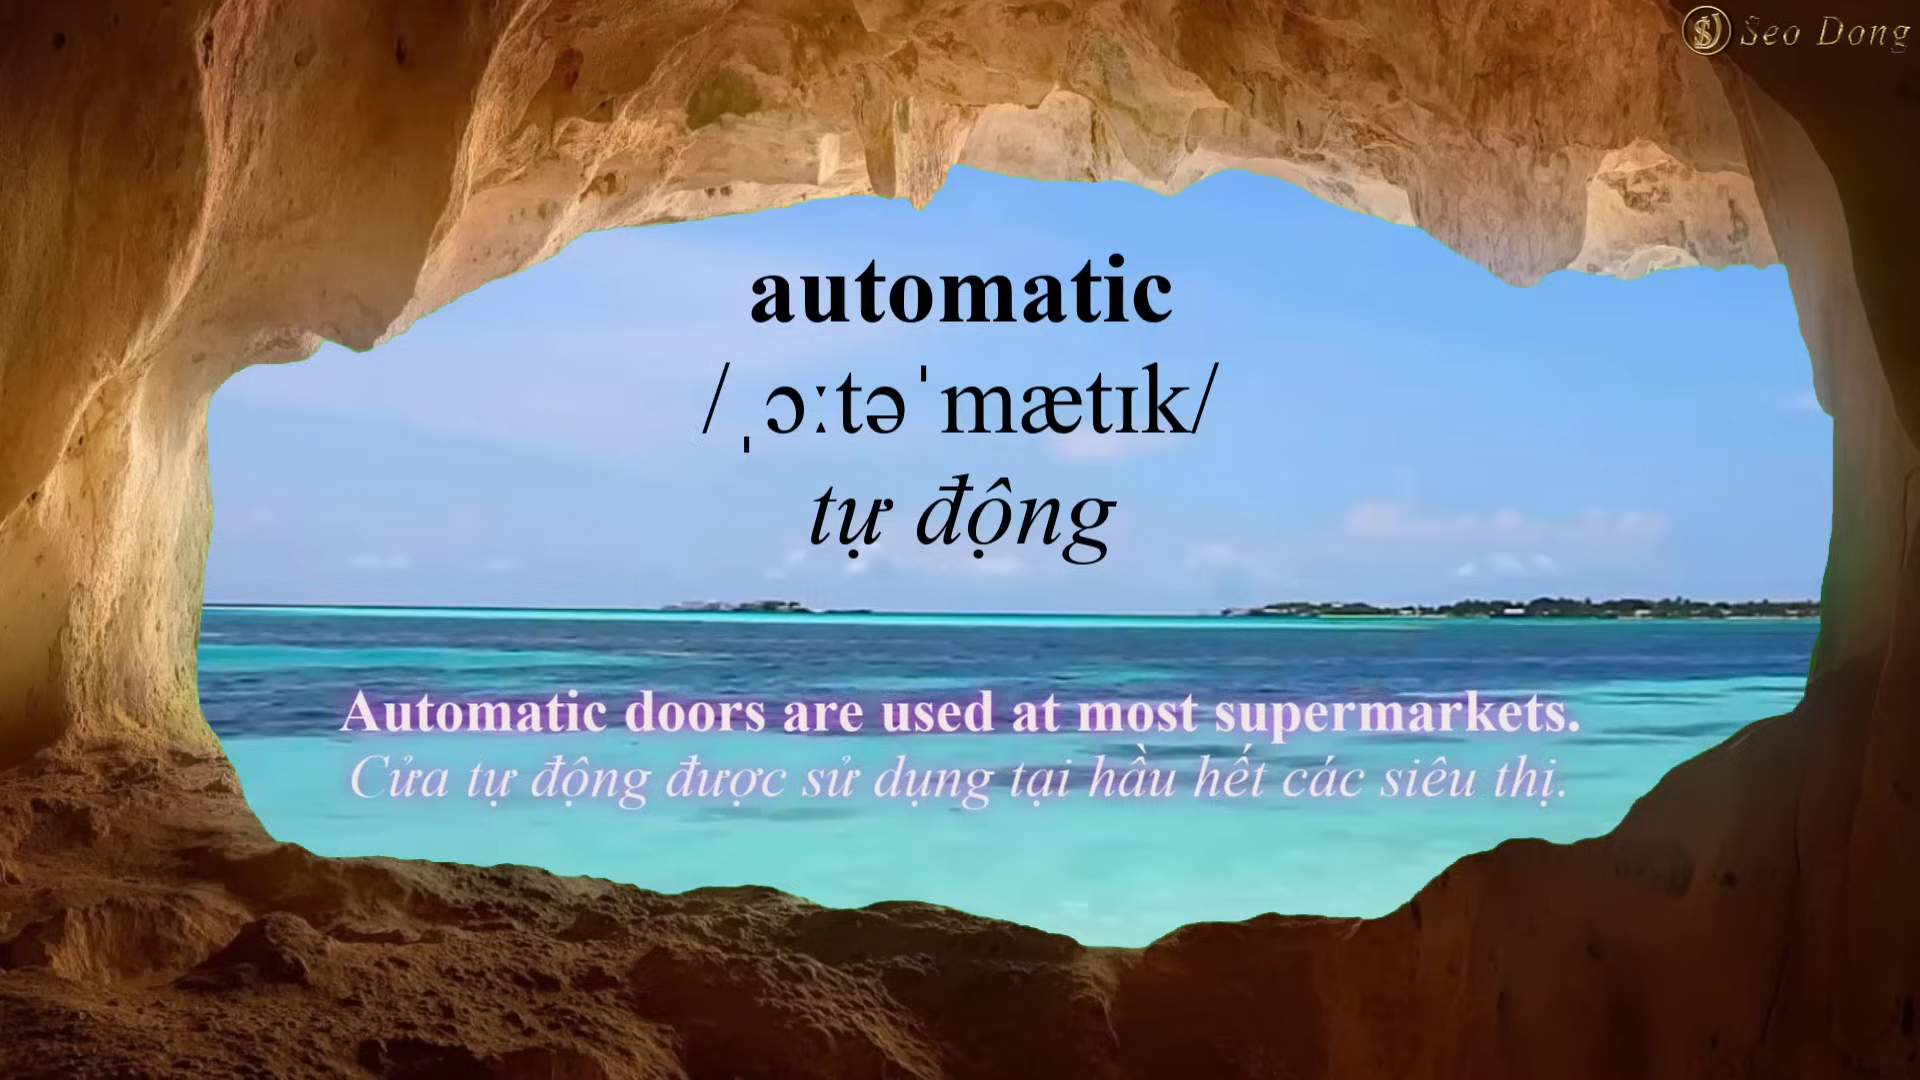 Seo Dong
automatic
/ˌɔːtəˈmætɪk/
tự động
Automatic doors are used at most supermarkets.
Cửa tự động được sử dụng tại hầu hết các siêu thị.